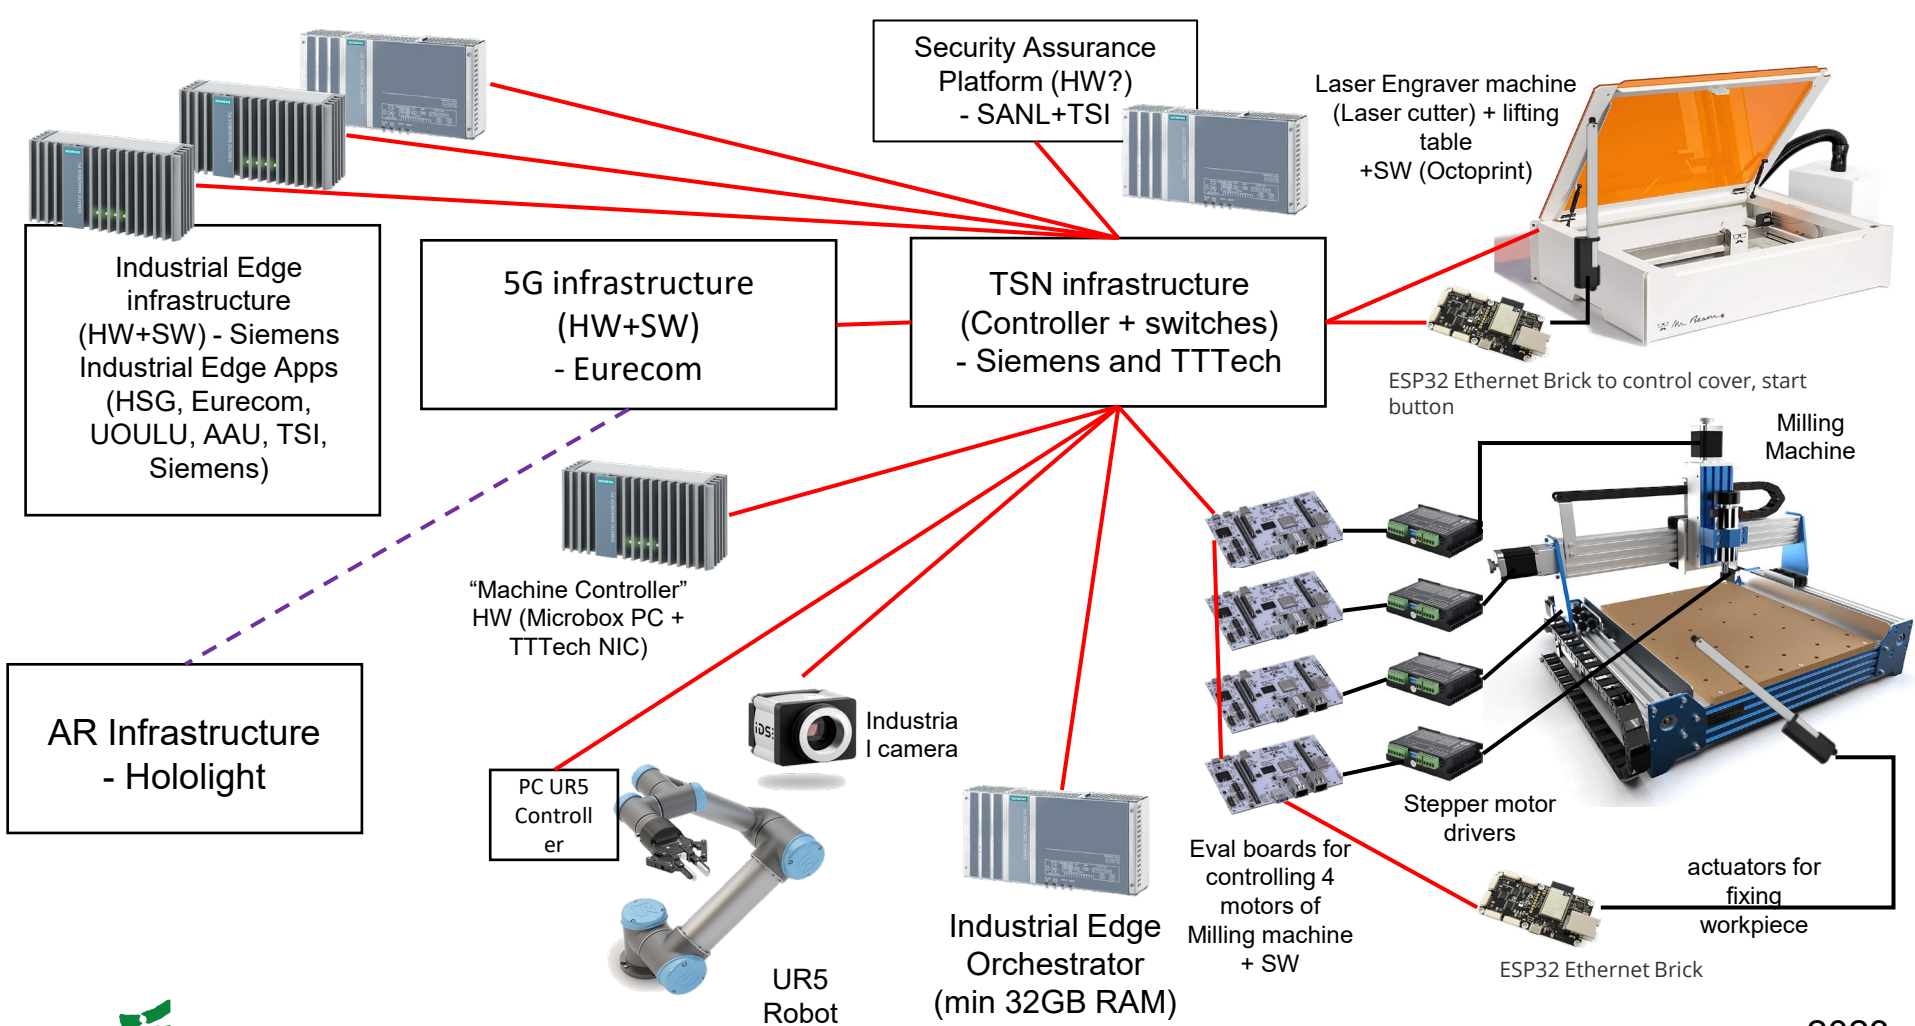 Security Assurance
Platform (HW?)
- SANL+TSI
Laser Engraver machine
(Laser cutter) + lifting
table
+SW (Octoprint)
Industrial Edge
infrastructure
(HW+SW) - Siemens
Industrial Edge Apps
(HSG, Eurecom,
UOULU, AAU, TSI,
Siemens)
5G infrastructure
(HW+SW)
- Eurecom
TSN infrastructure
(Controller + switches)
- Siemens and TTTech
Mr Beam
ESP32 Ethernet Brick to control cover, start
button
Milling
Machine
“Machine Controller”
HW (Microbox PC +
TTTech NIC)
AR Infrastructure
- Hololight
iDS:
Industria
l camera
PC UR5
Controll
er
UR5
Robot
Industrial Edge
Orchestrator
(min 32GB RAM)
Eval boards for
controlling 4
motors of
Milling machine
+ SW
Stepper motor
drivers
actuators for
fixing
workpiece
ESP32 Ethernet Brick